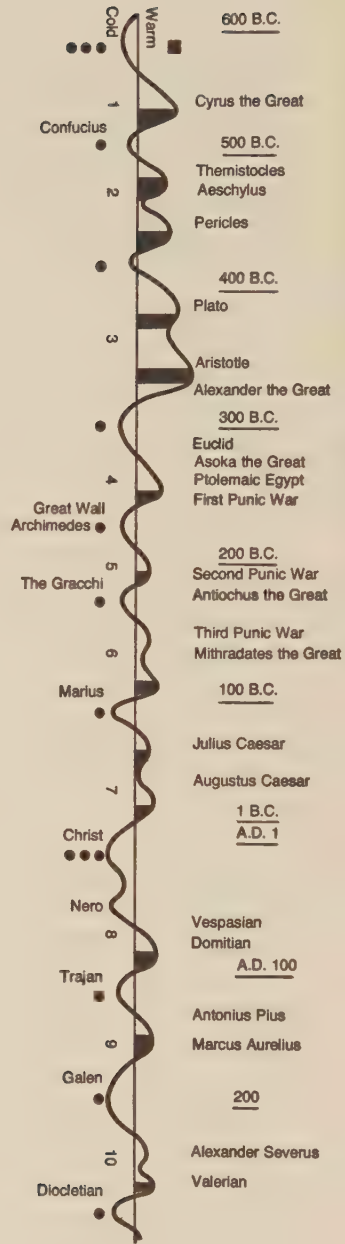 600 B.C.
Warm
Cold
1
Cyrus the Great
Confucius
500 B.C.
Themistocles
Aeschylus
2
Pericles
400 B.C.
Plato
3
Aristotle
Alexander the Great
300 B.C.
Euclid
Asoka the Great
Ptolemaic Egypt
4
First Punic War
Great Wall
Archimedes
200 B.C.
5
Second Punic War
The Gracchi
Antiochus the Great
Third Punic War
6
Mithradates the Great
Marius
100 B.C.
Julius Caesar
7
Augustus Caesar
1 B.C.
A.D. 1
Christ
Nero
Vespasian
8
Domitian
A.D. 100
Trajan
Antonius Pius
9
Marcus Aurelius
Galen
200
10
Alexander Severus
Valerian
Diocletian